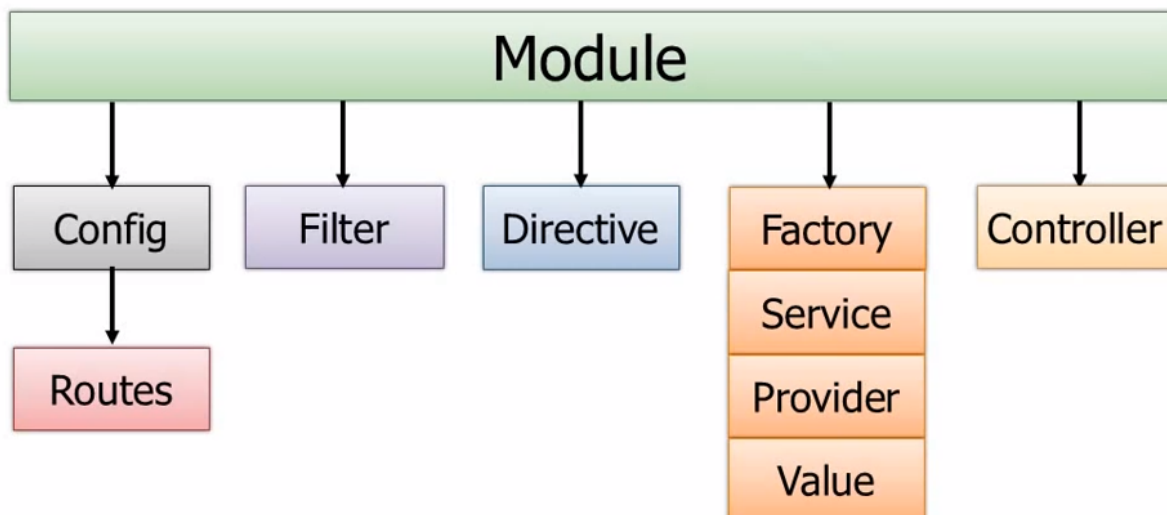 Module
Config
Filter
Directive
Factory
Controller
Service
Routes
Provider
Value